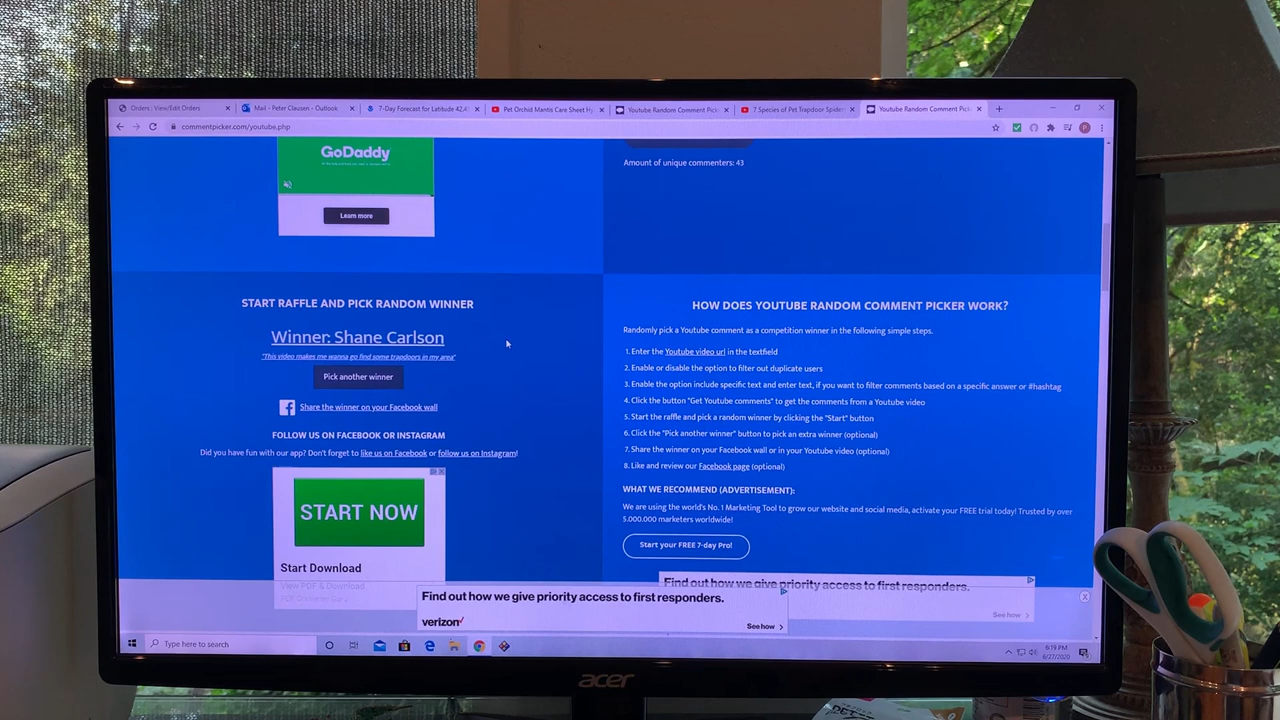 Orders : View/Edit Orders
Mail - Peter Clausen - Outlook
7-Day Forecast for Latitude 42.4
Pet Orchid Mantis Care Sheet
Youtube Random Comment Pick
7 Species of Pet Trapdoor Spider
Youtube Random Comment Pick
commentpicker.com/youtube.php
GoDaddy
Learn more
Amount of unique commenters: 43
START RAFFLE AND PICK RANDOM WINNER
Winner: Shane Carlson
"This video makes me wanna go find some trapdoors in my area"
Pick another winner
Share the winner on your Facebook wall
FOLLOW US ON FACEBOOK OR INSTAGRAM
Did you have fun with our app? Don't forget to like us on Facebook or follow us on Instagram!
START NOW
Start Download
View PDF & Download
HOW DOES YOUTUBE RANDOM COMMENT PICKER WORK?
Randomly pick a Youtube comment as a competition winner in the following simple steps.
1. Enter the Youtube video url in the textfield
2. Enable or disable the option to filter out duplicate users
3. Enable the option include specific text and enter text, if you want to filter comments based on a specific answer or #hashtag
4. Click the button "Get Youtube comments" to get the comments from a Youtube video
5. Start the raffle and pick a random winner by clicking the "Start" button
6. Click the "Pick another winner" button to pick an extra winner (optional)
7. Share the winner on your Facebook wall or in your Youtube video (optional)
8. Like and review our Facebook page (optional)
WHAT WE RECOMMEND (ADVERTISEMENT):
We are using the world's No. 1 Marketing Tool to grow our website and social media, activate your FREE trial today! Trusted by over
5.000.000 marketers worldwide!
Start your FREE 7-day Pro!
Find out how we give priority access to first responders.
See how
Find out how we give priority access to first responders.
verizon
See how
Type here to search
6:19 PM
6/27/2020
acer